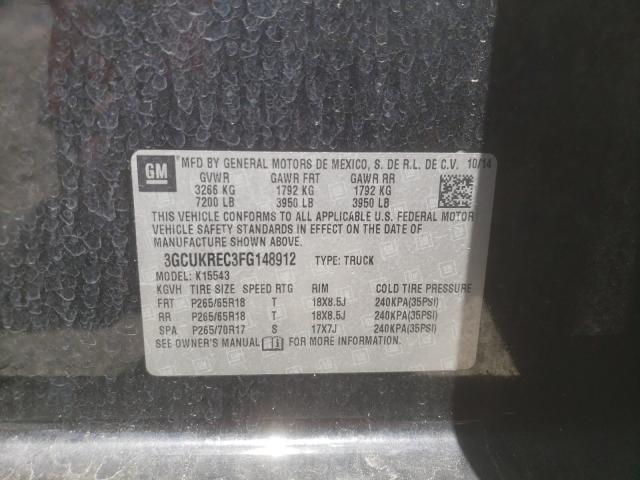 GM
MFD BY GENERAL MOTORS DE MEXICO, S. DE R.L. DE C.V. 10/14
GVWR GAWR FRT GAWR RR
3266 KG 1792 KG 1792 KG
7200 LB 3950 LB 3950 LB
THIS VEHICLE CONFORMS TO ALL APPLICABLE U.S. FEDERAL MOTOR
VEHICLE SAFETY STANDARDS IN EFFECT ON THE DATE OF
MANUFACTURE SHOWN ABOVE.
3GCUKREC3FG148912 TYPE: TRUCK
MODEL: K15543
KGVH TIRE SIZE SPEED RTG RIM COLD TIRE PRESSURE
FRT P265/65R18 T 18X8.5J 240KPA(35PSI)
RR P265/65R18 T 18X8.5J 240KPA(35PSI)
SPA P265/70R17 S 17X7J 240KPA(35PSI)
SEE OWNER'S MANUAL FOR MORE INFORMATION.